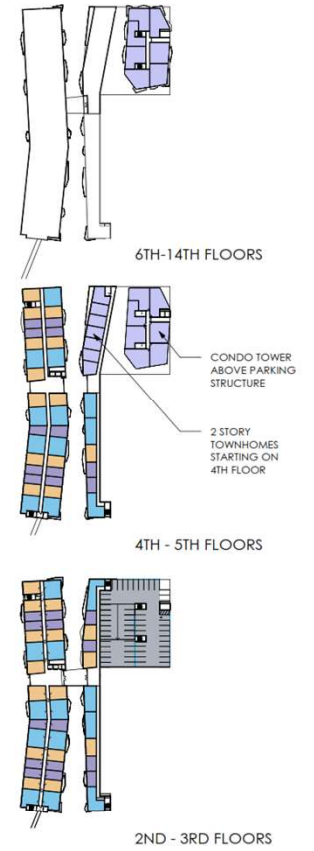 6TH-14TH FLOORS
CONDO TOWER
ABOVE PARKING
STRUCTURE
2 STORY
TOWNHOMES
STARTING ON
4TH FLOOR
4TH - 5TH FLOORS
2ND - 3RD FLOORS